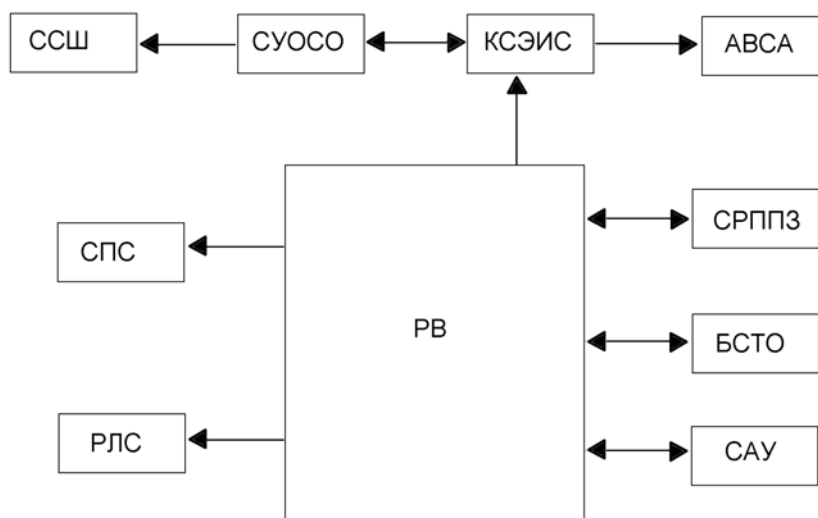 ССШ
СУОСО
КСЭИС
АВСА
СРППЗ
СПС
РВ
БСТО
РЛС
САУ